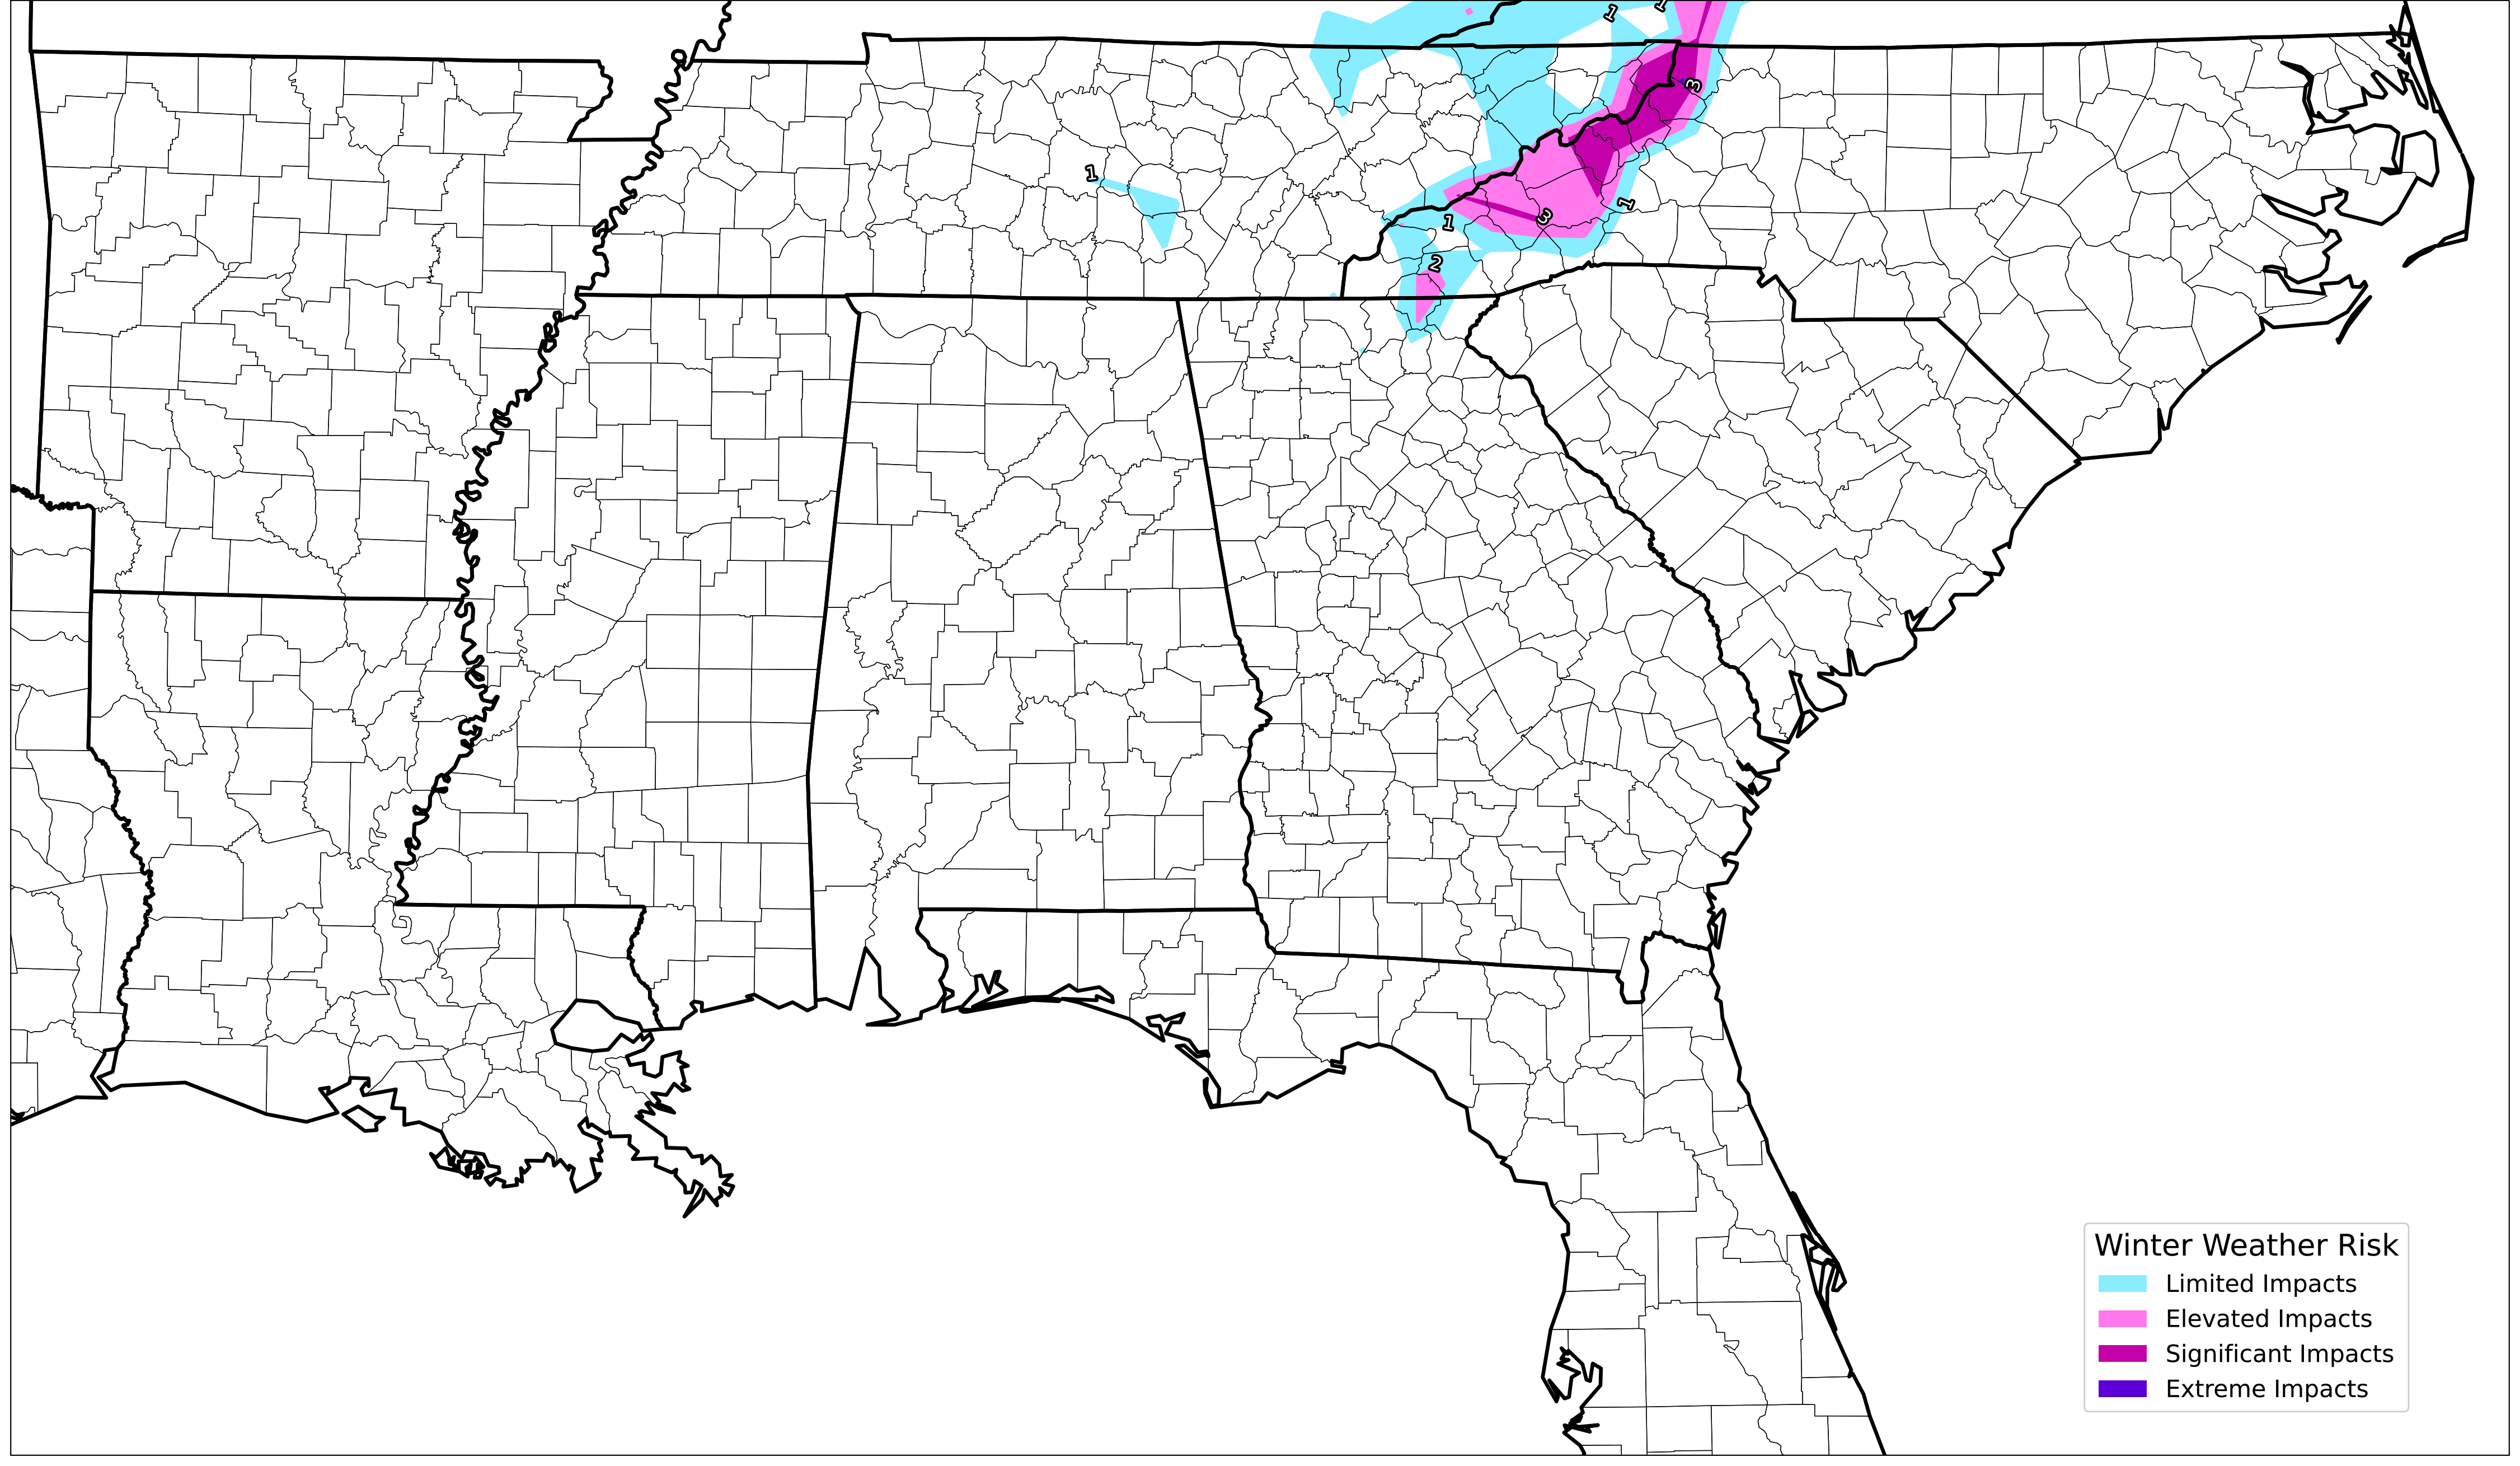 1
1
3
1
1
1
3
2
Winter Weather Risk
Limited Impacts
Elevated Impacts
Significant Impacts
Extreme Impacts